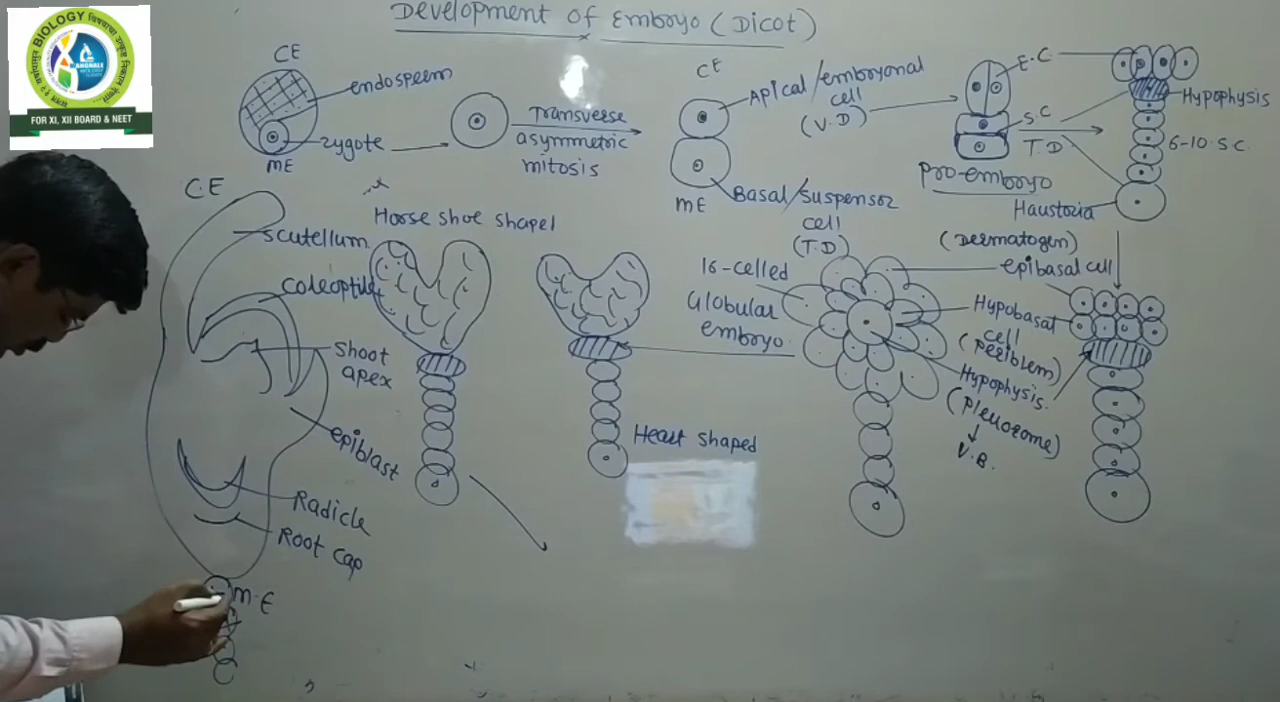 Development of Embryo (Dicot)
BIOLOGY विषयाचा
FOR XI, XII BOARD & NEET
CE
endosperm
zygote
ME
Transverse
asymmetric
mitosis
CE
Apical/embryonal
cell
(V.D)
ME
Basal/suspensor
cell
(T.D)
E.C
S.C
T.D
Pro-embryo
Hypophysis
6-10 S.C.
Haustoria
(Dermatogen)
epibasal cell
Hypobasal
cell
(Periblem)
Hypophysis.
(Pleurome)
V.B.
16-celled
Globular
embryo
Heart shaped
Horse shoe shapel
C.E
scutellum
coleoptile
Shoot
apex
epiblast
Radicle
Root cap
M.E